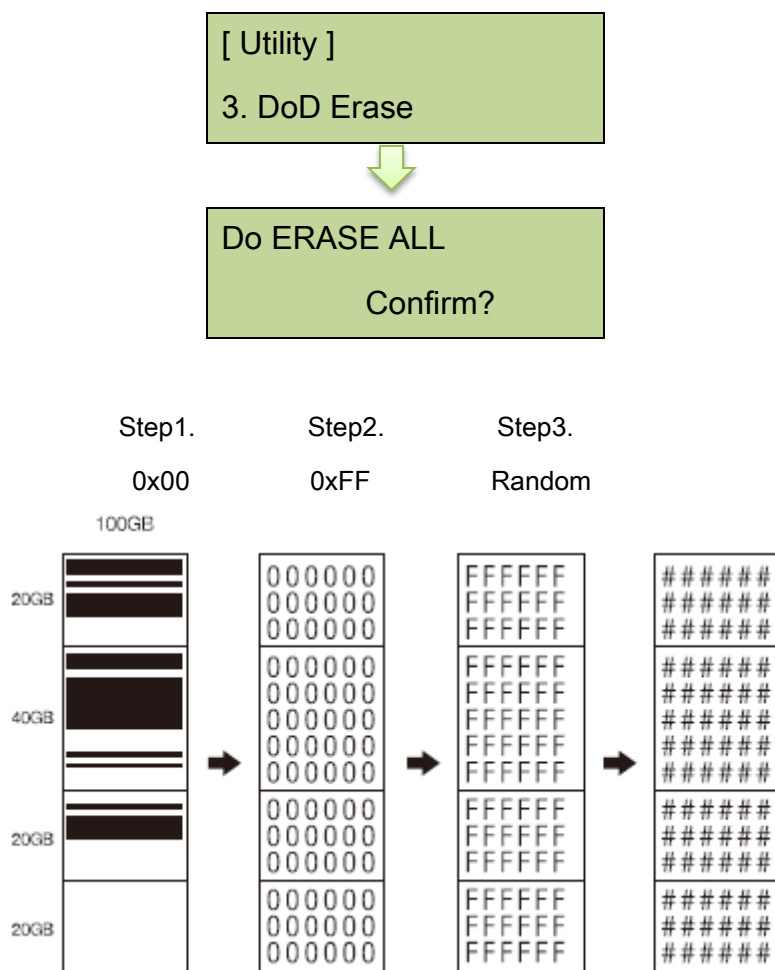 [ Utility ]
3. DoD Erase
Do ERASE ALL
Confirm?
Step1. Step2. Step3.
0x00 0xFF Random
100GB
20GB
000000 FFFFFF ######
000000 FFFFFF ######
000000 FFFFFF ######
40GB
000000 FFFFFF ######
000000 FFFFFF ######
000000 FFFFFF ######
000000 FFFFFF ######
000000 FFFFFF ######
20GB
000000 FFFFFF ######
000000 FFFFFF ######
000000 FFFFFF ######
20GB
000000 FFFFFF ######
000000 FFFFFF ######
000000 FFFFFF ######